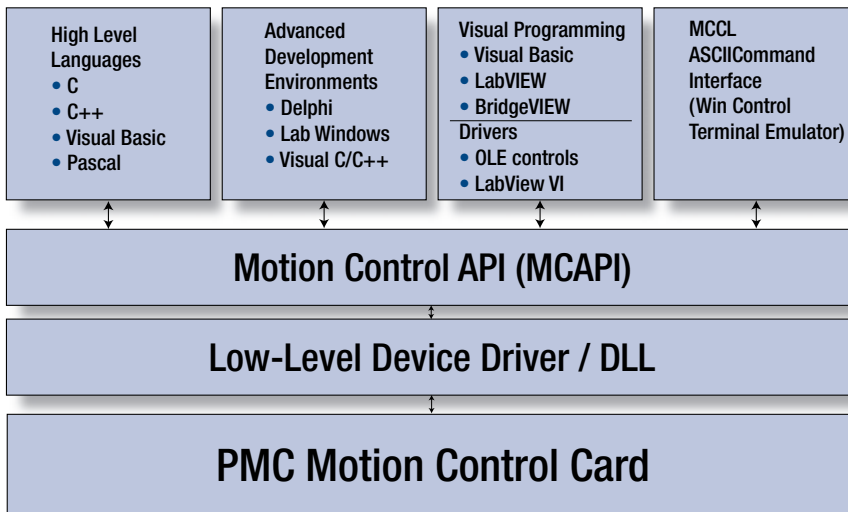 High Level
Languages
• C
• C++
• Visual Basic
• Pascal
Advanced
Development
Environments
• Delphi
• Lab Windows
• Visual C/C++
Visual Programming
• Visual Basic
• LabVIEW
• BridgeVIEW
Drivers
• OLE controls
• LabView VI
MCCL
ASCIICommand
Interface
(Win Control
Terminal Emulator)
Motion Control API (MCAPI)
Low-Level Device Driver / DLL
PMC Motion Control Card